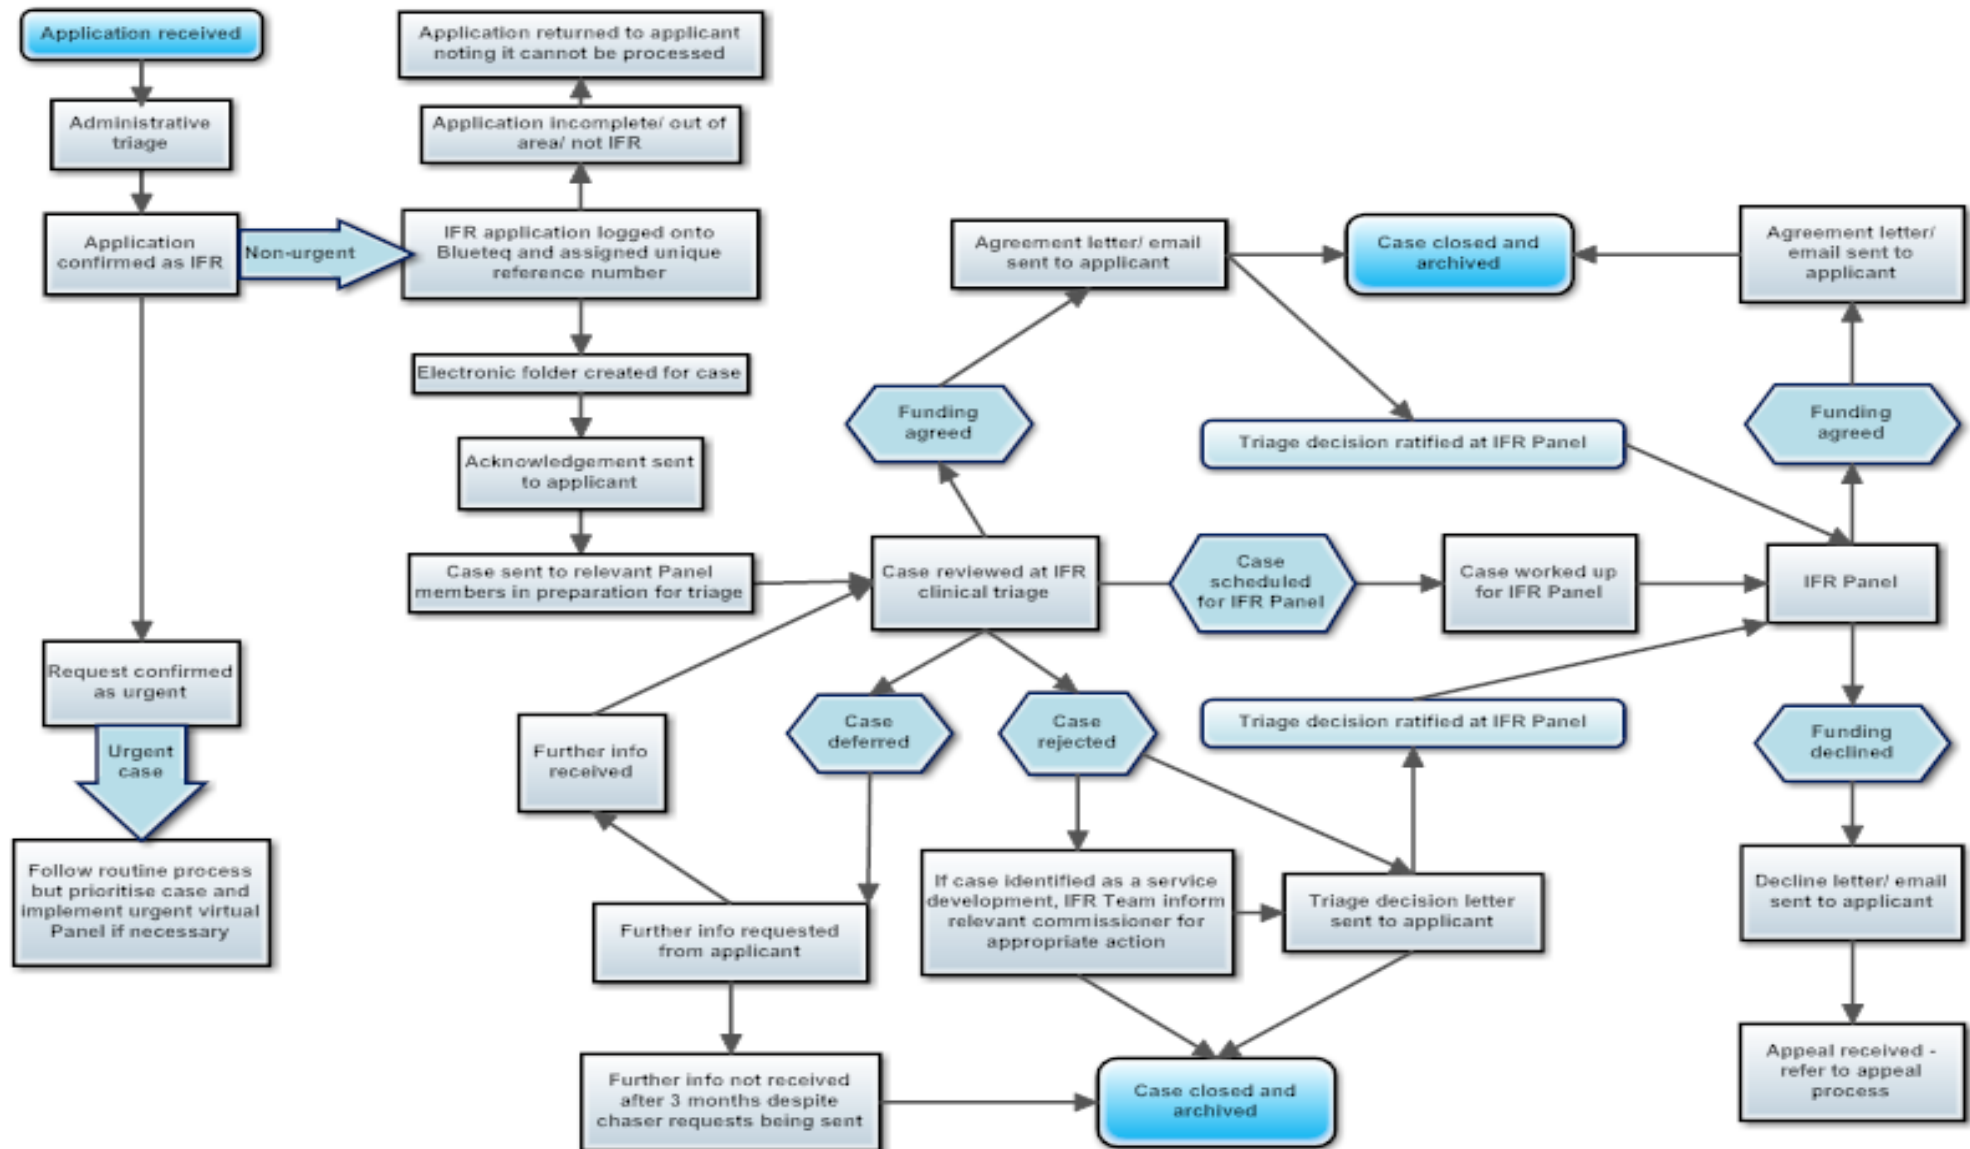 Application received
Administrative
triage
Application
confirmed as IFR
Non-urgent
Request confirmed
as urgent
Urgent
case
Follow routine process
but prioritise case and
implement urgent virtual
Panel if necessary
Application returned to applicant
noting it cannot be processed
Application incomplete/ out of
area/ not IFR
IFR application logged onto
Blueteq and assigned unique
reference number
Electronic folder created for case
Acknowledgement sent
to applicant
Case sent to relevant Panel
members in preparation for triage
Case reviewed at IFR
clinical triage
Funding
agreed
Agreement letter/ email
sent to applicant
Case closed and
archived
Triage decision ratified at IFR Panel
Case
scheduled
for IFR Panel
Case worked up
for IFR Panel
IFR Panel
Funding
agreed
Agreement letter/
email sent to
applicant
Case
deferred
Further info requested
from applicant
Further info
received
Further info not received
after 3 months despite
chaser requests being sent
Case
rejected
If case identified as a service
development, IFR Team inform
relevant commissioner for
appropriate action
Triage decision letter
sent to applicant
Triage decision ratified at IFR Panel
Case closed and
archived
Funding
declined
Decline letter/ email
sent to applicant
Appeal received -
refer to appeal
process